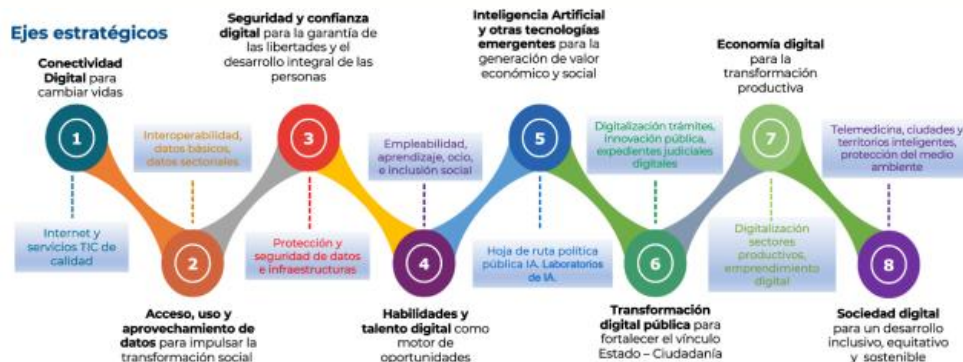 Ejes estratégicos
Conectividad
Digital para
cambiar vidas
1
Internet y
servicios TIC de
calidad
Interoperabilidad,
datos básicos,
datos sectoriales
2
Acceso, uso y
aprovechamiento de
datos para impulsar la
transformación social
Seguridad y confianza
digital para la garantía de
las libertades y el
desarrollo integral de las
personas
3
Protección y
seguridad de datos
e infraestructuras
Empleabilidad,
aprendizaje, ocio,
e inclusión social
4
Habilidades y
talento digital como
motor de
oportunidades
Inteligencia Artificial
y otras tecnologías
emergentes para la
generación de valor
económico y social
5
Hoja de ruta política
pública IA. Laboratorios
de IA.
Digitalización trámites,
innovación pública,
expedientes judiciales
digitales
6
Transformación
digital pública para
fortalecer el vínculo
Estado – Ciudadanía
Economía digital
para la
transformación
productiva
7
Digitalización
sectores
productivos,
emprendimiento
digital
Telemedicina, ciudades y
territorios inteligentes,
protección del medio
ambiente
8
Sociedad digital
para un desarrollo
inclusivo, equitativo
y sostenible